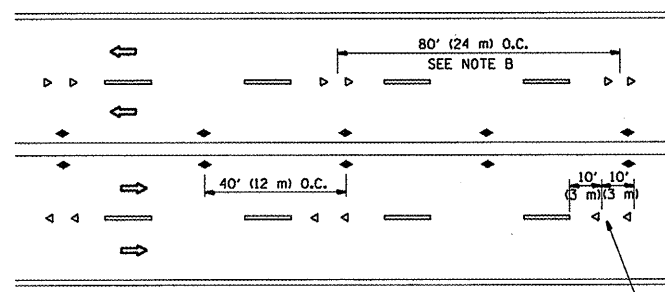 80' (24 m) O.C.
SEE NOTE B
40' (12 m) O.C.
10' 10'
(3 m) (3 m)